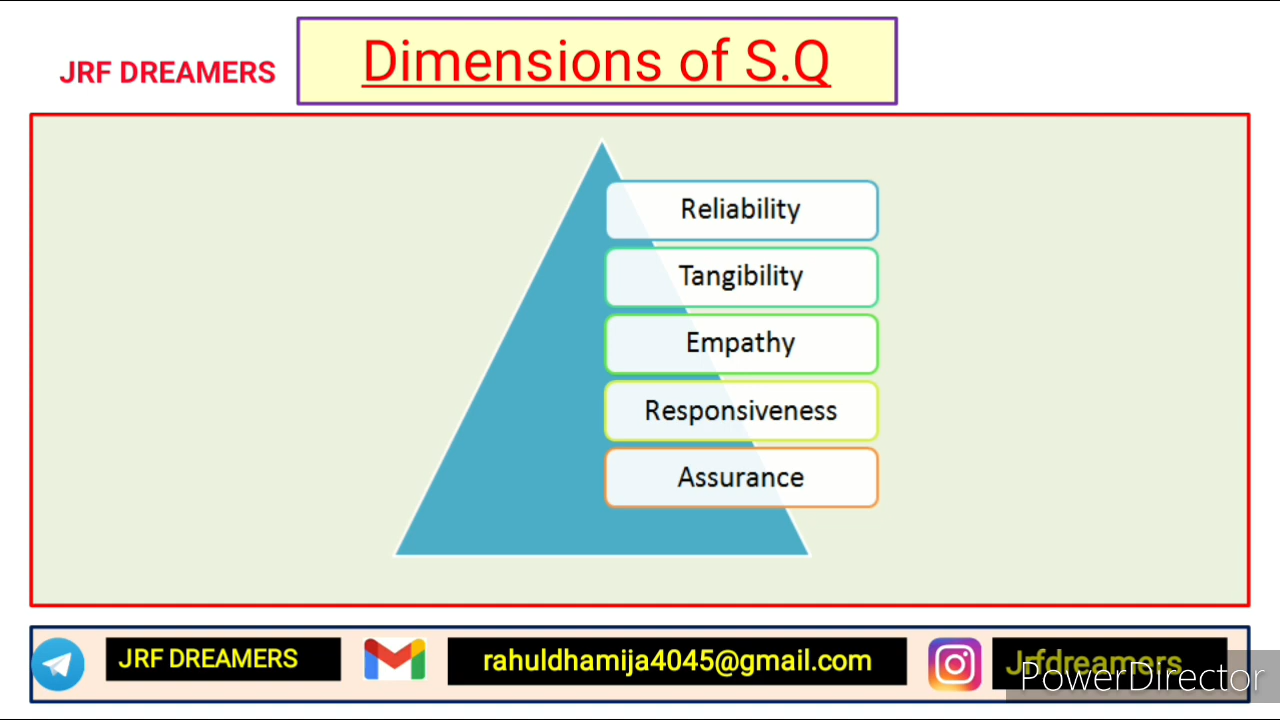 JRF DREAMERS
Dimensions of S.Q
Reliability
Tangibility
Empathy
Responsiveness
Assurance
JRF DREAMERS
rahuldhamija4045@gmail.com
Jrfdreamers
PowerDirector